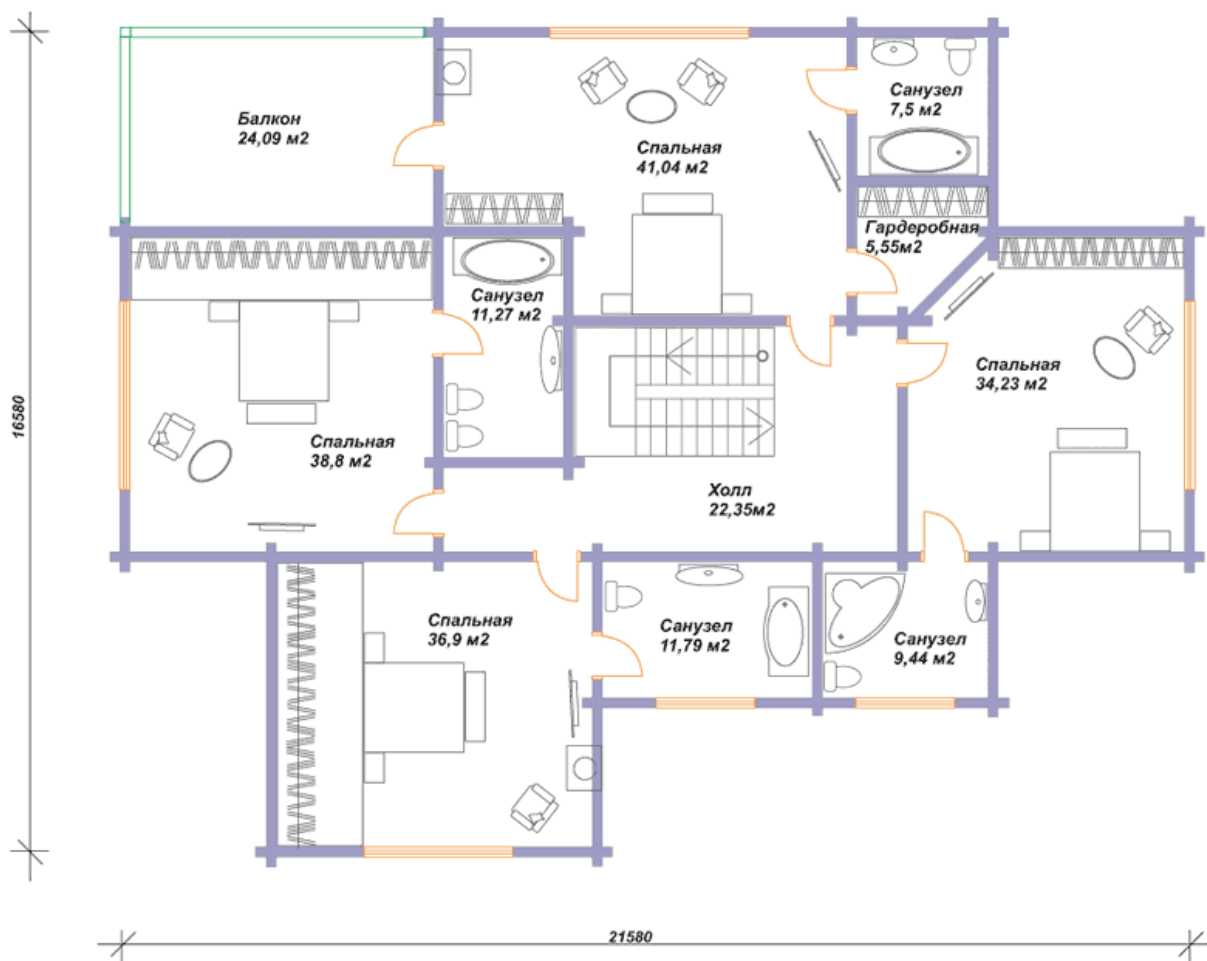 Балкон
24,09 м2
Спальная
41,04 м2
Санузел
7,5 м2
Гардеробная
5,55м2
Санузел
11,27 м2
Спальная
34,23 м2
Спальная
38,8 м2
Холл
22,35м2
Спальная
36,9 м2
Санузел
11,79 м2
Санузел
9,44 м2
16580
21580